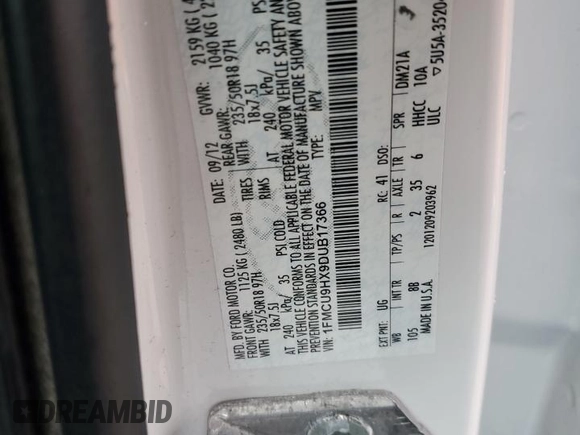 MFD. BY FORD MOTOR CO.
DATE: 09/12
GVWR: 2159 KG (
FRONT GAWR: 1125 KG (2480 LB)
REAR GAWR: 1040 KG (
WITH 235/50R18 97H TIRES WITH 235/50R18 97H
18x7.5J RIMS 18x7.5J
AT 240 kPa/ 35 PSI COLD AT 240 kPa/ 35 PSI
THIS VEHICLE CONFORMS TO ALL APPLICABLE FEDERAL MOTOR VEHICLE SAFETY AND
PREVENTION STANDARDS IN EFFECT ON THE DATE OF MANUFACTURE SHOWN ABOVE
VIN: 1FMCU9HX9DUB17366
TYPE: MPV
EXT PNT: UG RC: 41 DSO:
WB INT TR TP/PS R AXLE TR SPR DM21A
105 BB 2 35 6 HHCC 10A
MADE IN U.S.A. 1201209203962 ULC ▽5U5A-3520
DREAMBID